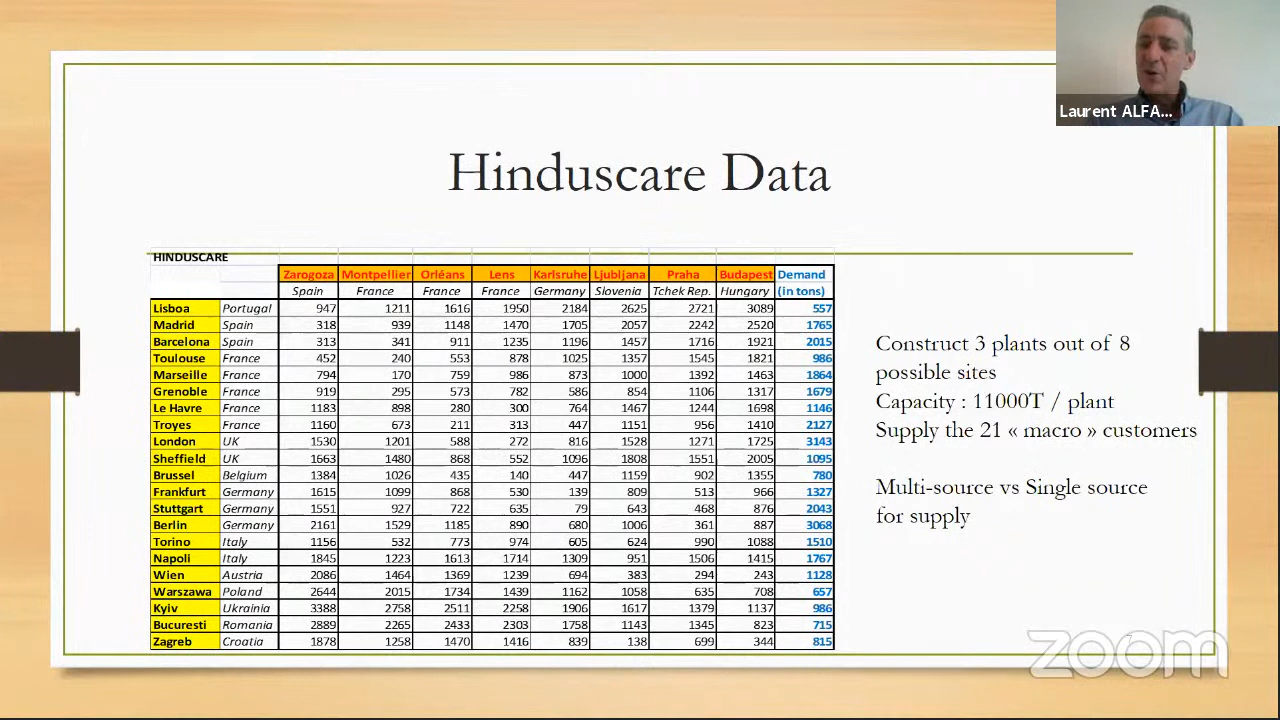 Laurent ALFA...
Hinduscare Data
HINDUSCARE
Zarogoza Montpellier Orléans Lens Karlsruhe Ljubljana Praha Budapest Demand
Spain France France France Germany Slovenia Tchek Rep. Hungary (in tons)
Lisboa Portugal 947 1211 1616 1950 2184 2625 2721 3089 557
Madrid Spain 318 939 1148 1470 1705 2057 2242 2520 1765
Barcelona Spain 313 341 911 1235 1196 1457 1716 1921 2015
Toulouse France 452 240 553 878 1025 1357 1545 1821 986
Marseille France 794 170 759 986 873 1000 1392 1463 1864
Grenoble France 919 295 573 782 586 854 1106 1317 1679
Le Havre France 1183 898 280 300 764 1467 1244 1698 1146
Troyes France 1160 673 211 313 447 1151 956 1410 2127
London UK 1530 1201 588 272 816 1528 1271 1725 3143
Sheffield UK 1663 1480 868 552 1096 1808 1551 2005 1095
Brussel Belgium 1384 1026 435 140 447 1159 902 1355 780
Frankfurt Germany 1615 1099 868 530 139 809 513 966 1327
Stuttgart Germany 1551 927 722 635 79 643 468 876 2043
Berlin Germany 2161 1529 1185 890 680 1006 361 887 3068
Torino Italy 1156 532 773 974 605 624 990 1088 1510
Napoli Italy 1845 1223 1613 1714 1309 951 1506 1415 1767
Wien Austria 2086 1464 1369 1239 694 383 294 243 1128
Warszawa Poland 2644 2015 1734 1439 1162 1058 635 708 657
Kyiv Ukrainia 3388 2758 2511 2258 1906 1617 1379 1137 986
Bucuresti Romania 2889 2265 2433 2303 1758 1143 1345 823 715
Zagreb Croatia 1878 1258 1470 1416 839 138 699 344 815
Construct 3 plants out of 8
possible sites
Capacity : 11000T / plant
Supply the 21 « macro » customers
Multi-source vs Single source
for supply
zoom